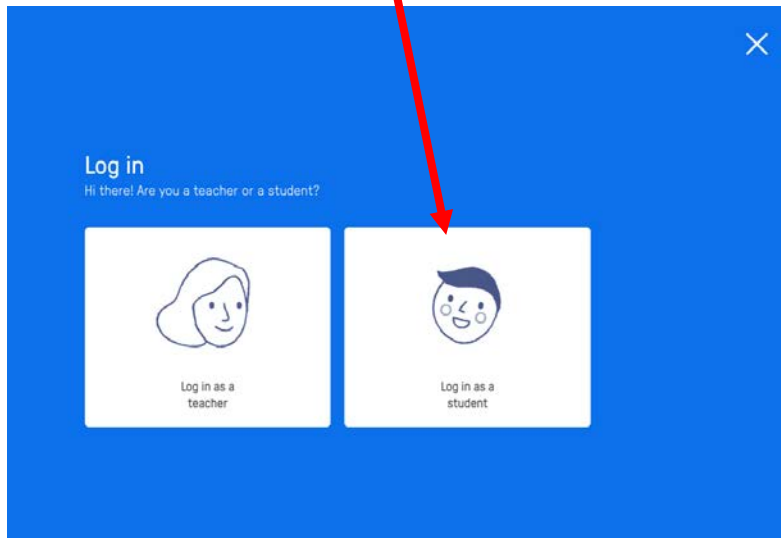 Log in
Hi there! Are you a teacher or a student?
Log in as a
teacher
Log in as a
student